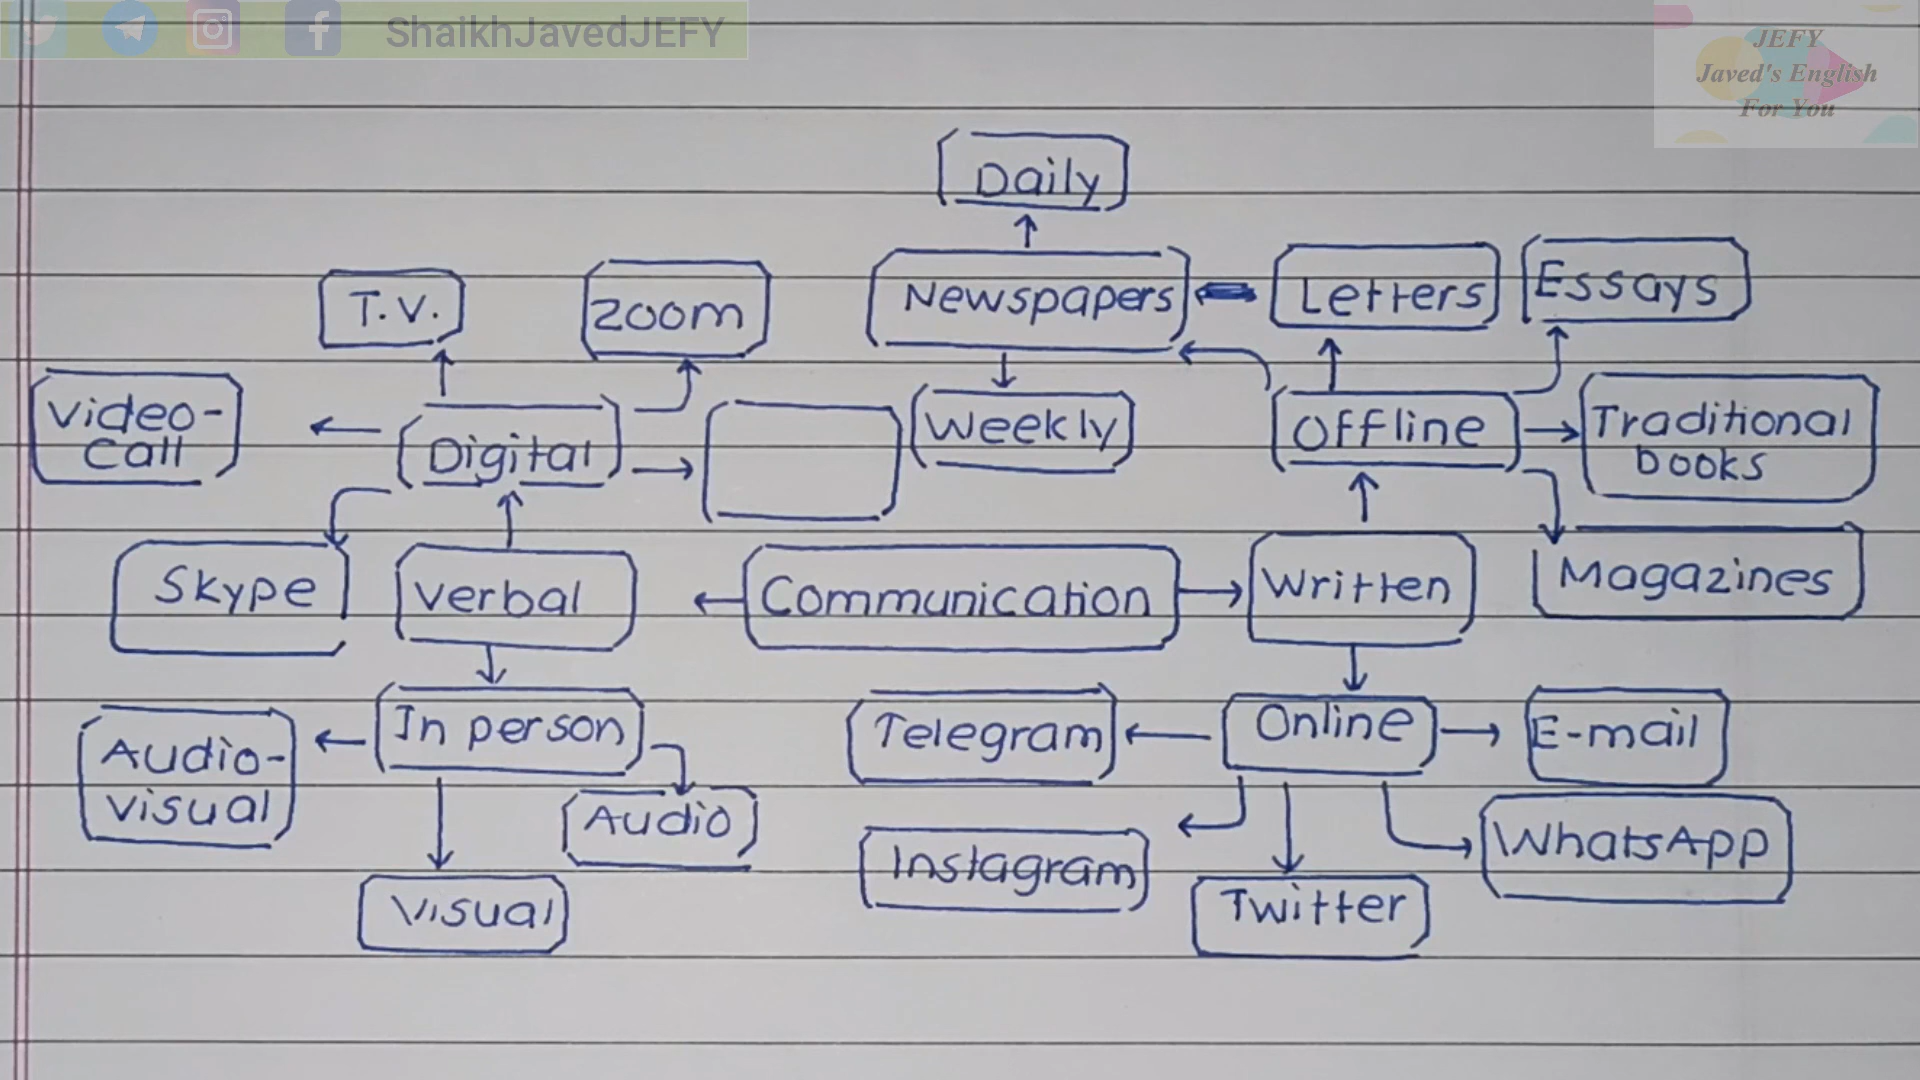 ShaikhJavedJEFY
JEFY
Javed's English
For You
Daily
T.V.
Zoom
Newspapers
Letters
Essays
Video-
Call
Digital
Weekly
Offline
Traditional
books
Skype
Verbal
Communication
Written
Magazines
Audio-
visual
In person
Telegram
Online
E-mail
Audio
Instagram
WhatsApp
Visual
Twitter